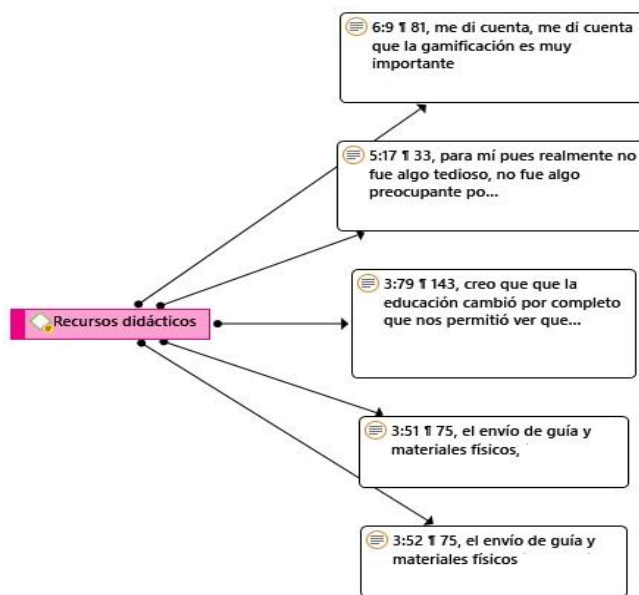 6:9 ¶ 81, me di cuenta, me di cuenta
que la gamificación es muy
importante
5:17 ¶ 33, para mí pues realmente no
fue algo tedioso, no fue algo
preocupante po...
3:79 ¶ 143, creo que que la
educación cambió por completo
que nos permitió ver que...
Recursos didácticos
3:51 ¶ 75, el envío de guía y
materiales físicos,
3:52 ¶ 75, el envío de guía y
materiales físicos